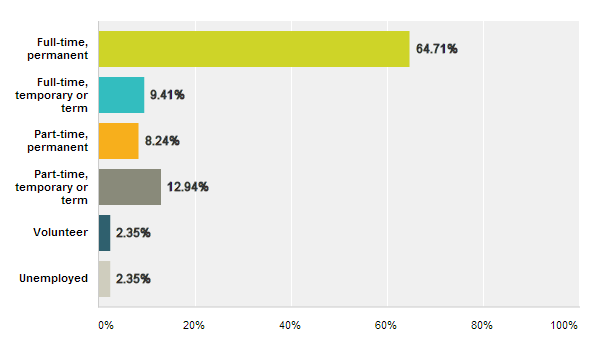 Full-time,
permanent
64.71%
Full-time,
temporary or
term
9.41%
Part-time,
permanent
8.24%
Part-time,
temporary or
term
12.94%
Volunteer
2.35%
Unemployed
2.35%
0% 20% 40% 60% 80% 100%